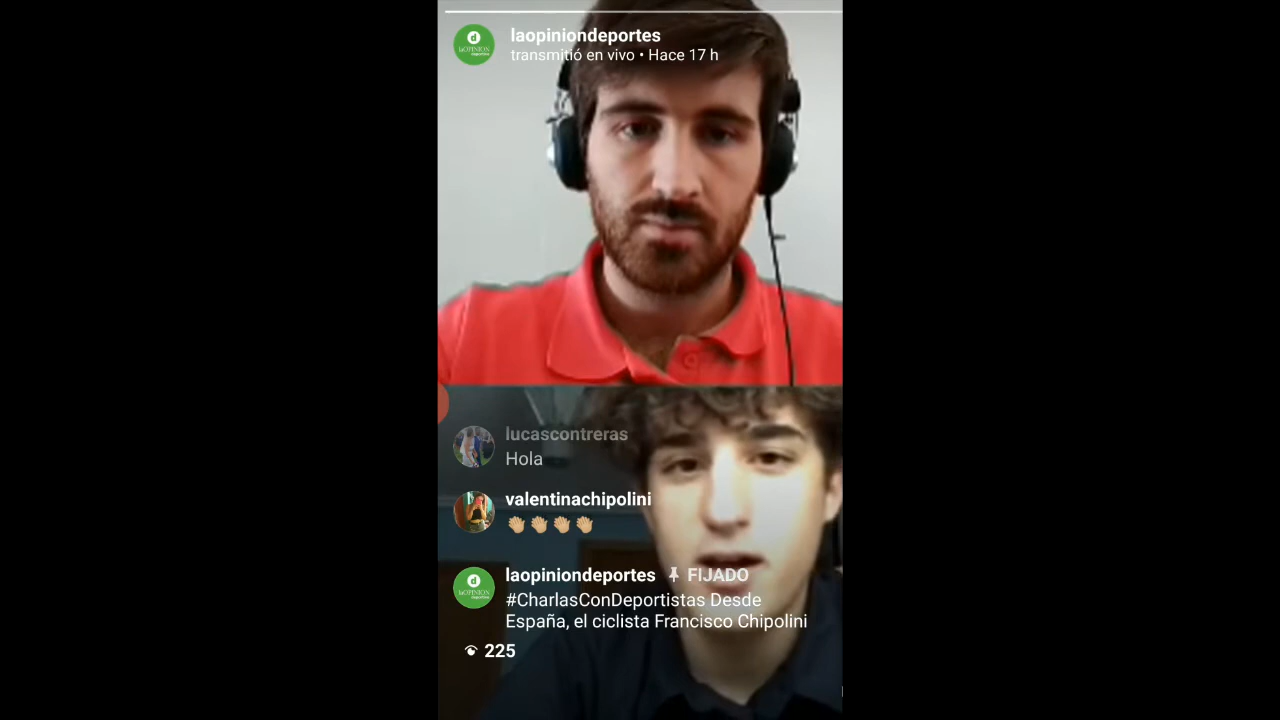 laopiniondeportes
transmitió en vivo • Hace 17 h
lucascontreras
Hola
valentinachipolini
👏🏼👏🏼👏🏼👏🏼
laopiniondeportes FIJADO
#CharlasConDeportistas Desde
España, el ciclista Francisco Chipolini
225